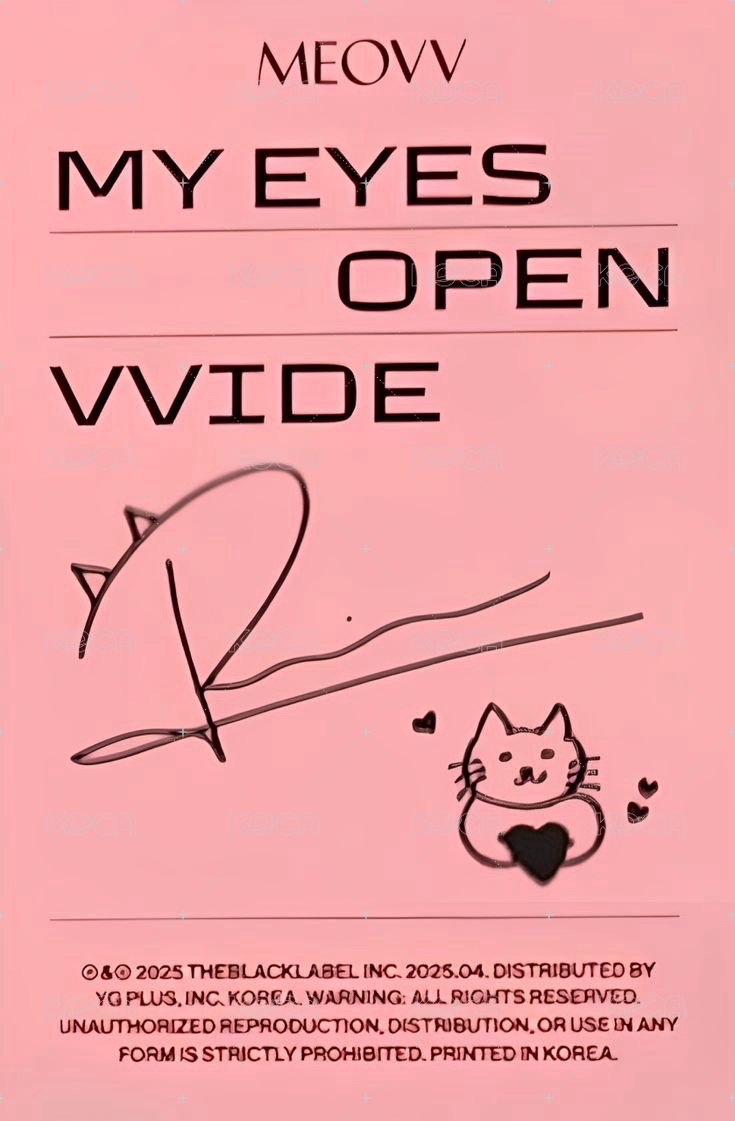 MEOVV
MY EYES
OPEN
VVIDE
℗&© 2025 THEBLACKLABEL INC. 2025.04. DISTRIBUTED BY
YG PLUS, INC. KOREA. WARNING: ALL RIGHTS RESERVED.
UNAUTHORIZED REPRODUCTION, DISTRIBUTION, OR USE IN ANY
FORM IS STRICTLY PROHIBITED. PRINTED IN KOREA.